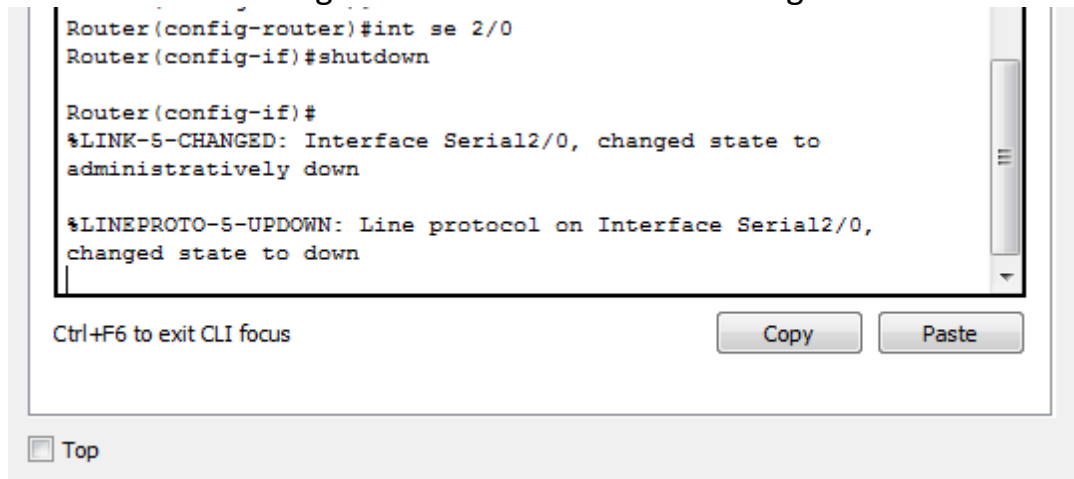 Router(config-router)#int se 2/0
Router(config-if)#shutdown
Router(config-if)#
%LINK-5-CHANGED: Interface Serial2/0, changed state to
administratively down
%LINEPROTO-5-UPDOWN: Line protocol on Interface Serial2/0,
changed state to down
Ctrl+F6 to exit CLI focus
Copy
Paste
Top